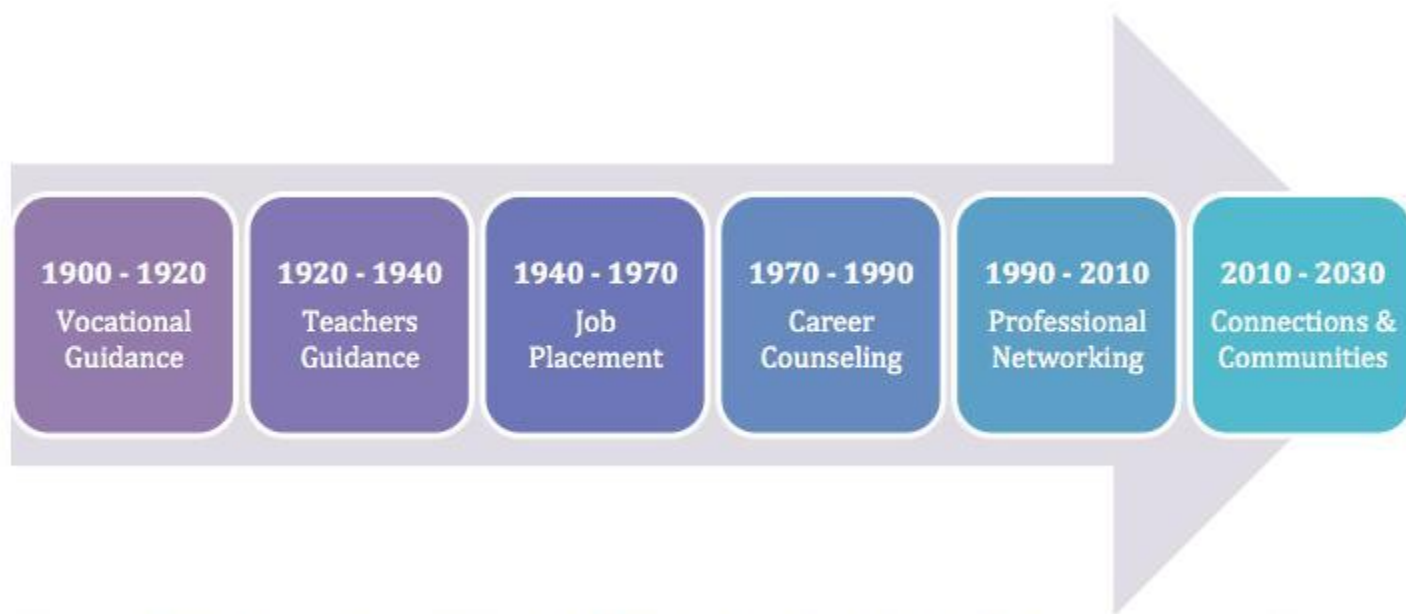 1900 - 1920
Vocational
Guidance
1920 - 1940
Teachers
Guidance
1940 - 1970
Job
Placement
1970 - 1990
Career
Counseling
1990 - 2010
Professional
Networking
2010 - 2030
Connections &
Communities